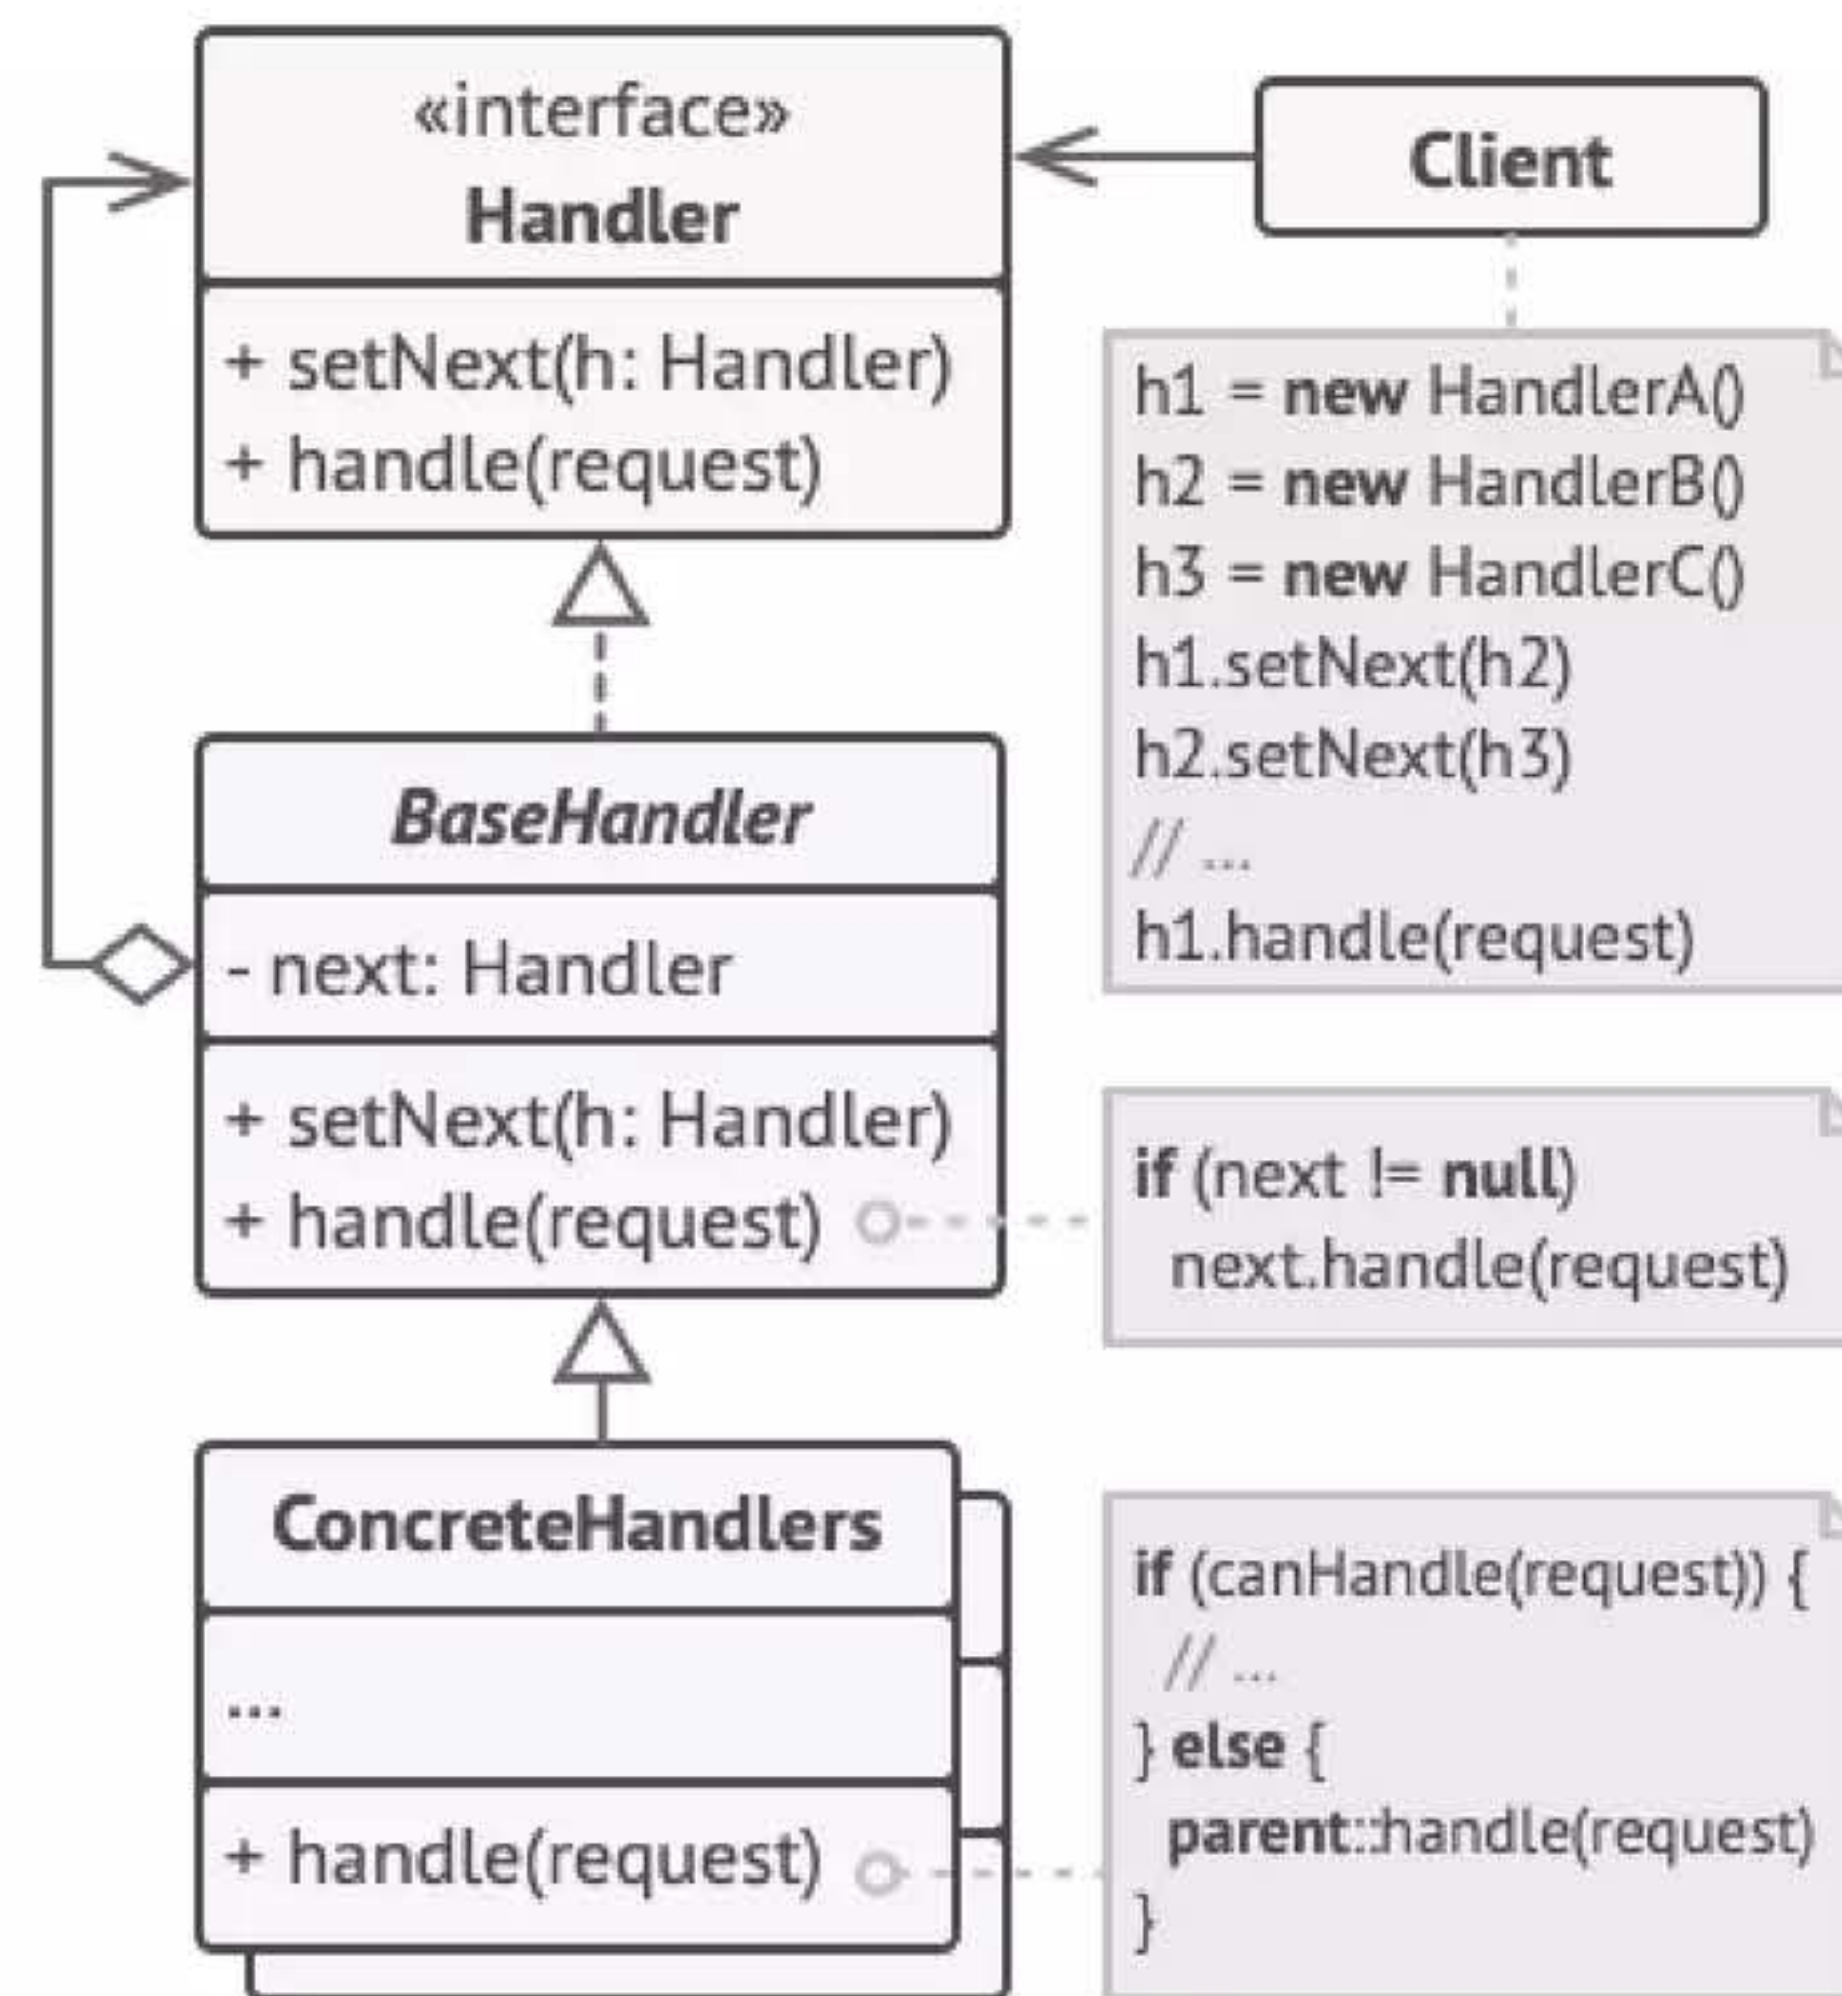 «interface»
Handler
+ setNext(h: Handler)
+ handle(request)
Client
h1 = new HandlerA()
h2 = new HandlerB()
h3 = new HandlerC()
h1.setNext(h2)
h2.setNext(h3)
// ...
h1.handle(request)
BaseHandler
- next: Handler
+ setNext(h: Handler)
+ handle(request)
if (next != null)
next.handle(request)
ConcreteHandlers
...
+ handle(request)
if (canHandle(request)) {
// ...
} else {
parent::handle(request)
}